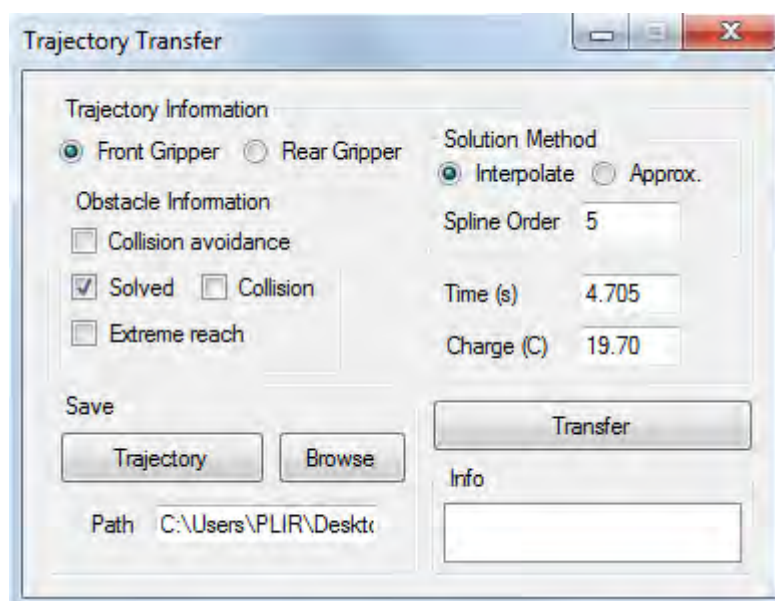 Trajectory Transfer
Trajectory Information
Front Gripper Rear Gripper
Obstacle Information
Collision avoidance
Solved Collision
Extreme reach
Solution Method
Interpolate Approx.
Spline Order 5
Time (s) 4.705
Charge (C) 19.70
Save
Trajectory Browse
Path C:\Users\PLIR\Deskto
Transfer
Info